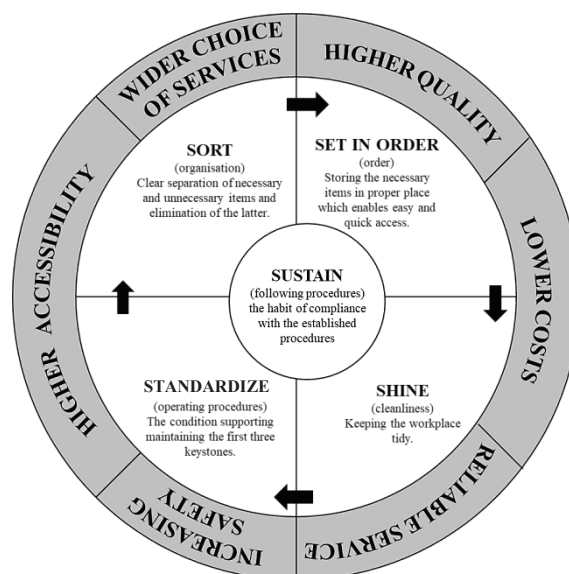 WIDER CHOICE
OF SERVICES
HIGHER QUALITY
LOWER COSTS
RELIABLE SERVICE
INCREASING
SAFETY
HIGHER ACCESSIBILITY
SORT
(organisation)
Clear separation of necessary
and unnecessary items and
elimination of the latter.
SET IN ORDER
(order)
Storing the necessary
items in proper place
which enables easy and
quick access.
SUSTAIN
(following procedures)
the habit of compliance
with the established
procedures
STANDARDIZE
(operating procedures)
The condition supporting
maintaining the first three
keystones.
SHINE
(cleanliness)
Keeping the workplace
tidy.